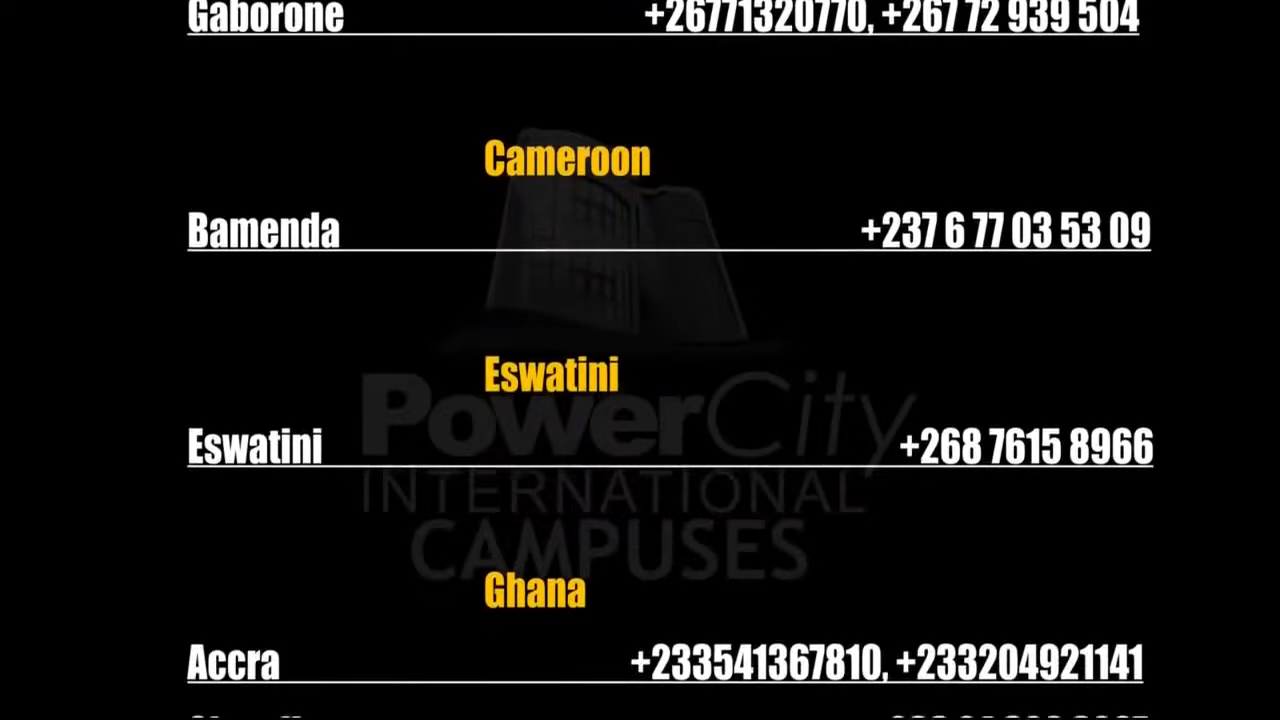 Gaborone +26771320770, +267 72 939 504
Cameroon
Bamenda +237 6 77 03 53 09
Eswatini
PowerCity
Eswatini +268 7615 8966
INTERNATIONAL
CAMPUSES
Ghana
Accra +233541367810, +233204921141